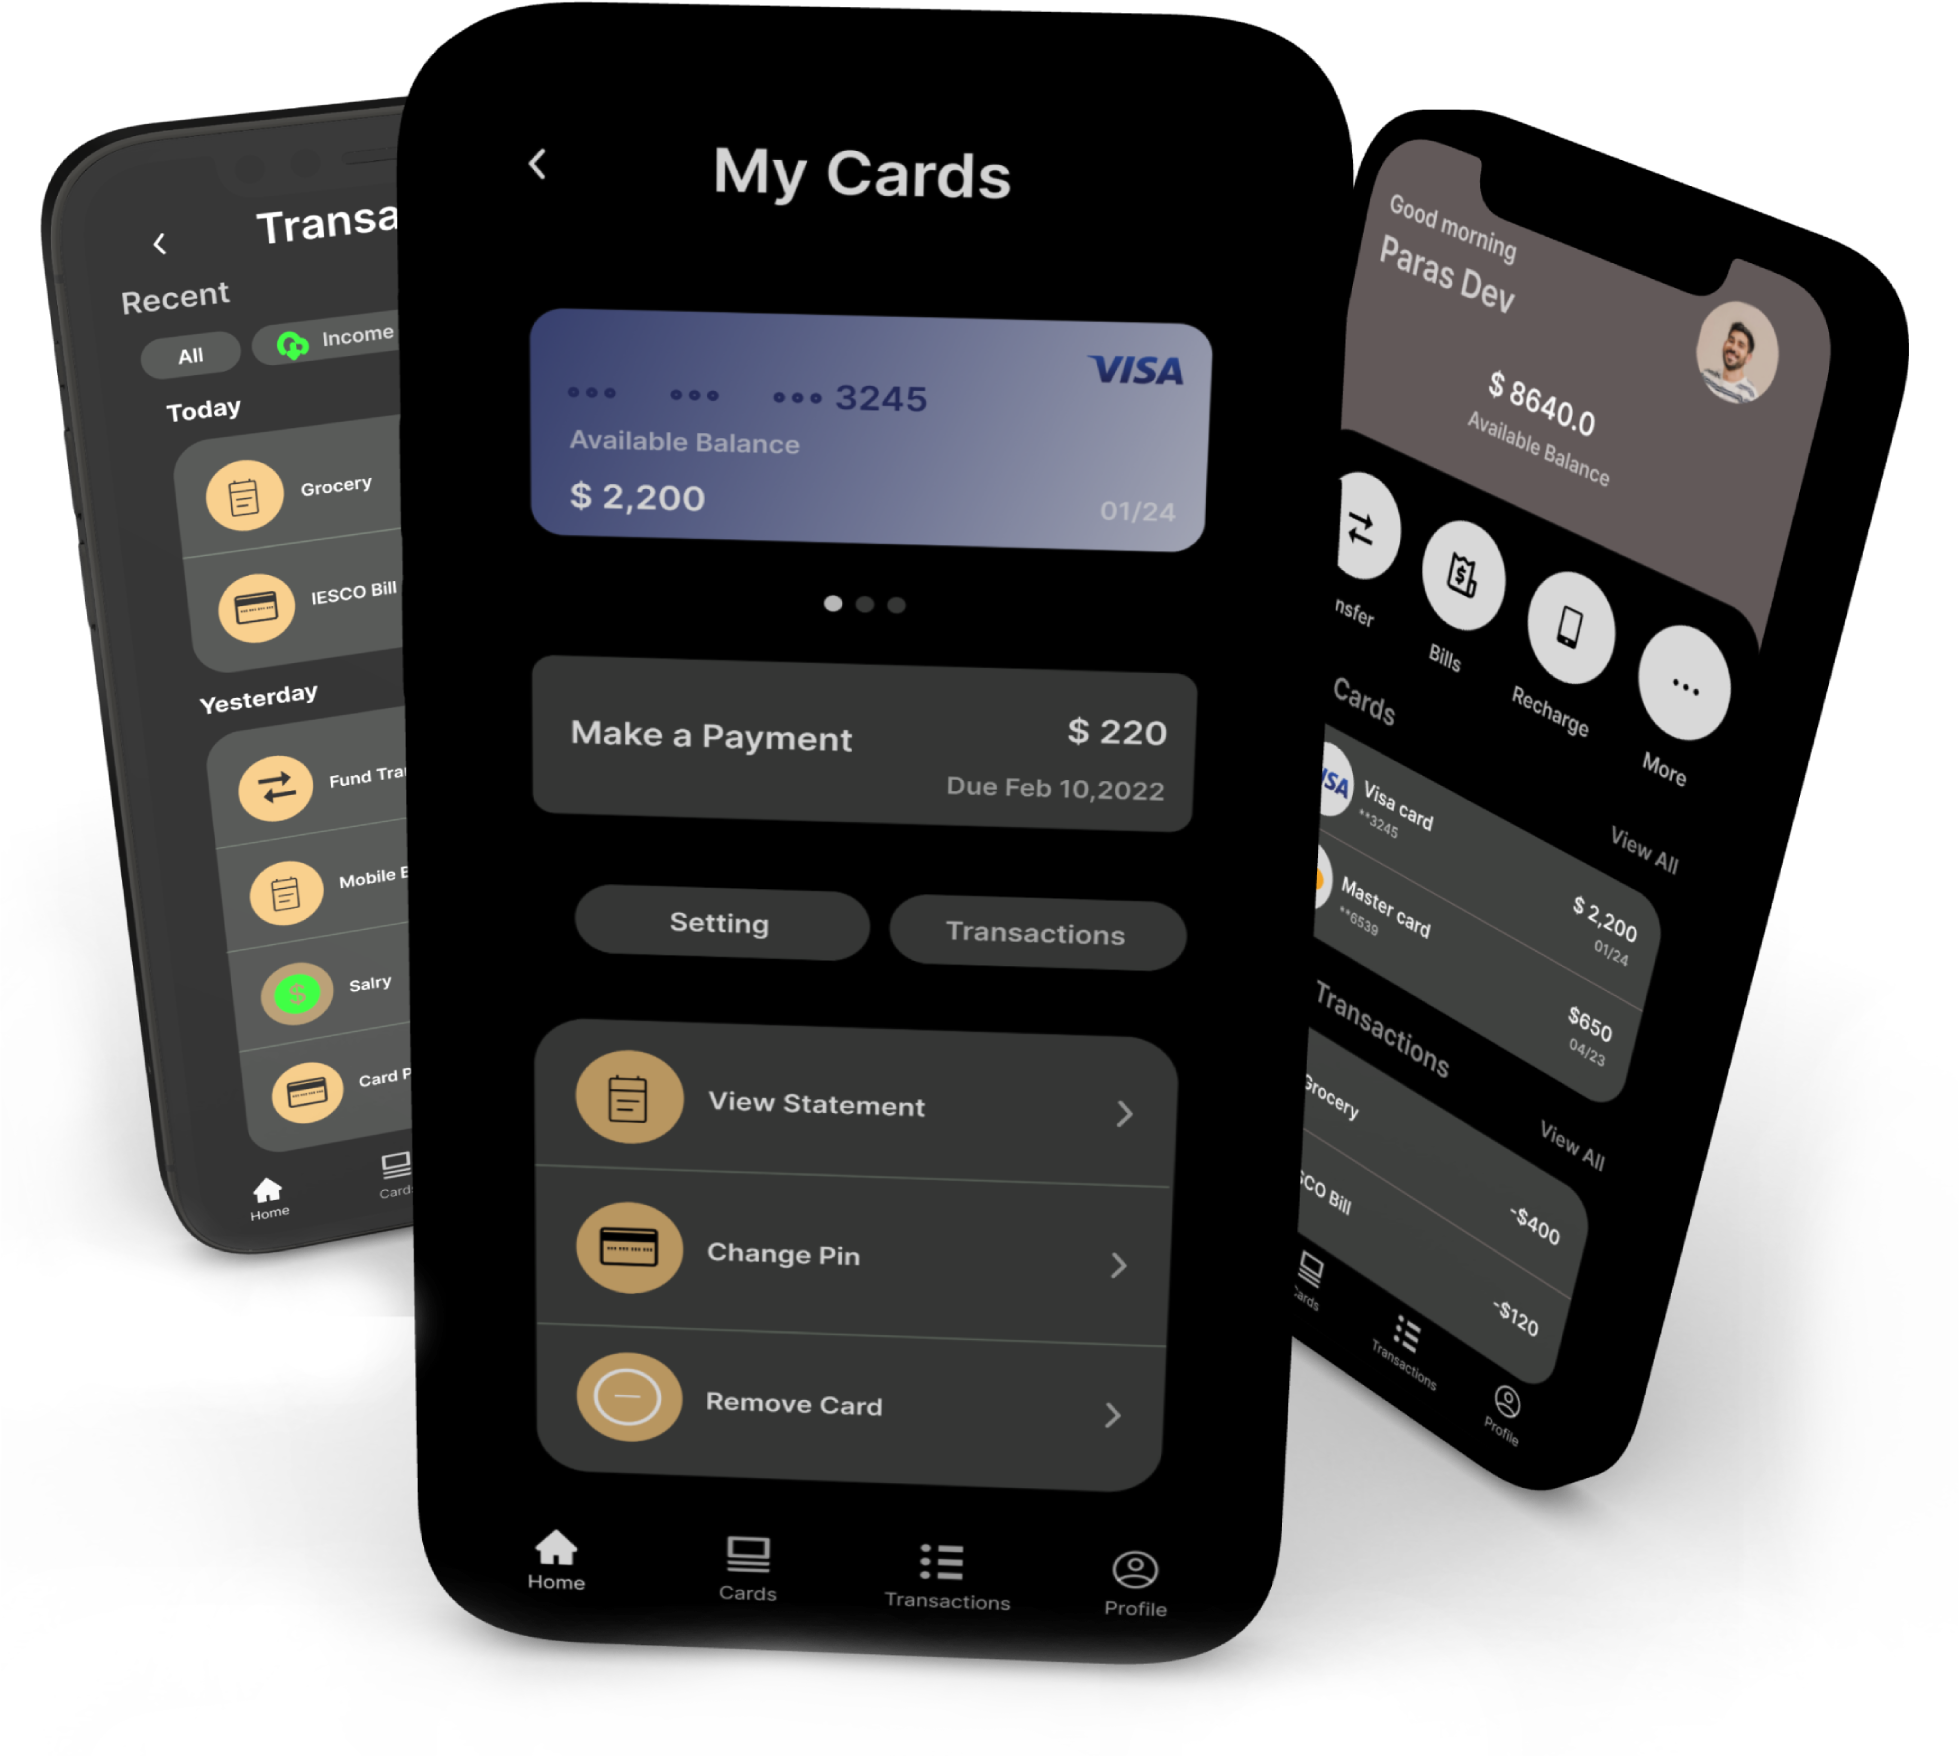 Transa
Recent
All
Income
Today
Grocery
IESCO Bill
Yesterday
Fund Tra
Mobile
Salry
Card P
Home
Card
My Cards
VISA
••• ••• ••• 3245
Available Balance
$ 2,200
01/24
Make a Payment
$ 220
Due Feb 10,2022
Setting
Transactions
View Statement
Change Pin
Remove Card
Home
Cards
Transactions
Profile
Good morning
Paras Dev
$ 8640.0
Available Balance
nsfer
Bills
Recharge
More
Cards
View All
ISA
Visa card
**3245
$ 2,200
01/24
Master card
**6539
$650
04/23
Transactions
View All
Grocery
-$400
CO Bill
-$120
ards
Transactions
Profile